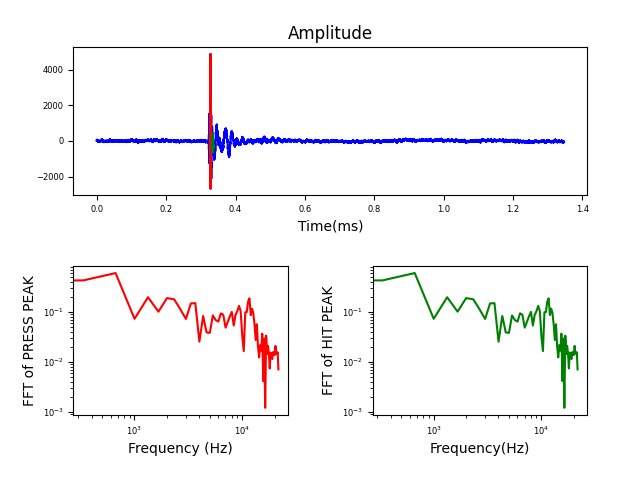 Amplitude
4000
2000
0
−2000
0.0 0.2 0.4 0.6 0.8 1.0 1.2 1.4
Time(ms)
FFT of PRESS PEAK
10⁻¹
10⁻²
10⁻³
10³ 10⁴
Frequency (Hz)
FFT of HIT PEAK
10⁻¹
10⁻²
10⁻³
10³ 10⁴
Frequency(Hz)